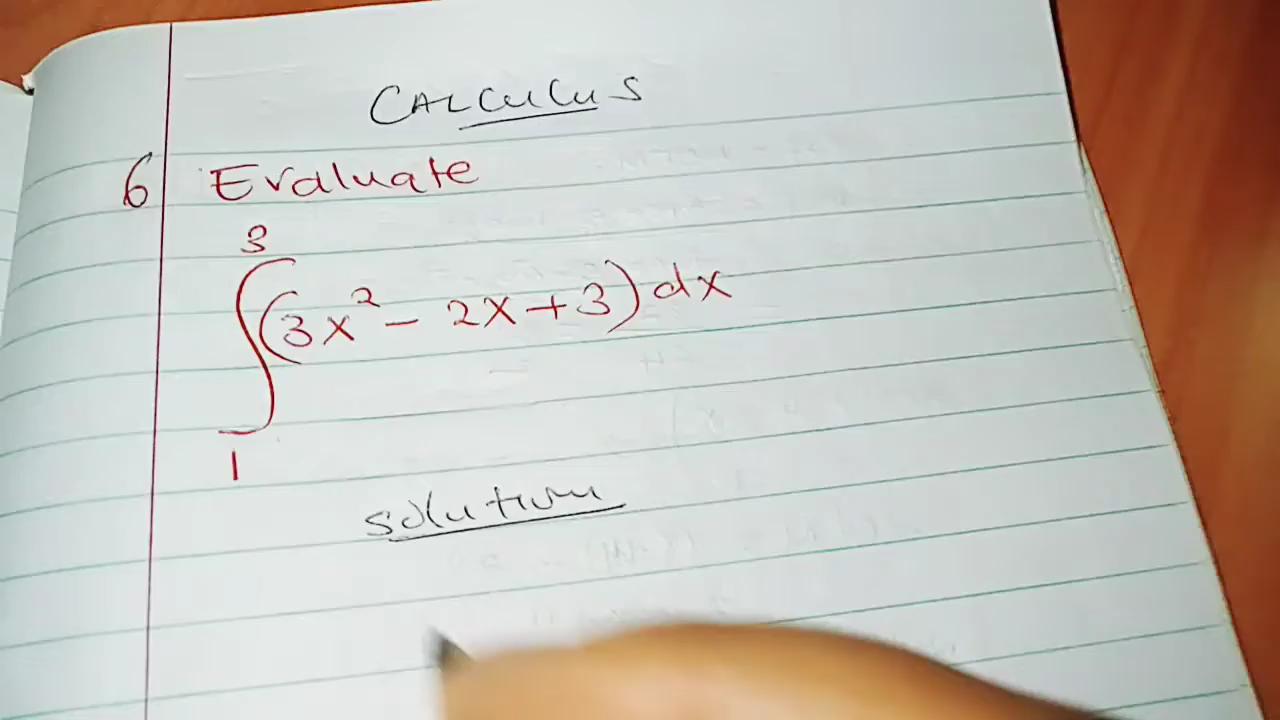 CALCULUS
6 Evaluate
3
∫(3x² - 2x + 3) dx
1
solution